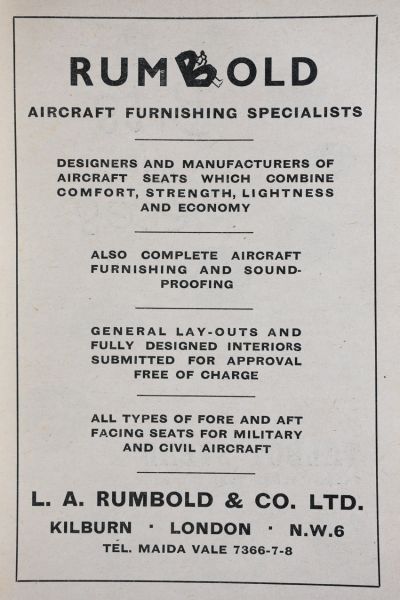 RUMBOLD
AIRCRAFT FURNISHING SPECIALISTS
DESIGNERS AND MANUFACTURERS OF
AIRCRAFT SEATS WHICH COMBINE
COMFORT, STRENGTH, LIGHTNESS
AND ECONOMY
ALSO COMPLETE AIRCRAFT
FURNISHING AND SOUND-
PROOFING
GENERAL LAY-OUTS AND
FULLY DESIGNED INTERIORS
SUBMITTED FOR APPROVAL
FREE OF CHARGE
ALL TYPES OF FORE AND AFT
FACING SEATS FOR MILITARY
AND CIVIL AIRCRAFT
L. A. RUMBOLD & CO. LTD.
KILBURN · LONDON · N.W.6
TEL. MAIDA VALE 7366-7-8